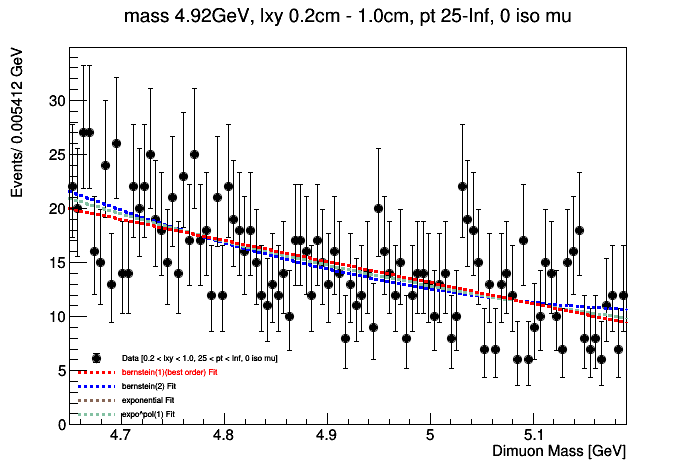 mass 4.92GeV, lxy 0.2cm - 1.0cm, pt 25-Inf, 0 iso mu
Events/ 0.005412 GeV
30
25
20
15
10
5
0
Data [0.2 < lxy < 1.0, 25 < pt < Inf, 0 iso mu]
bernstein(1)(best order) Fit
bernstein(2) Fit
exponential Fit
expo*pol(1) Fit
4.7 4.8 4.9 5 5.1
Dimuon Mass [GeV]